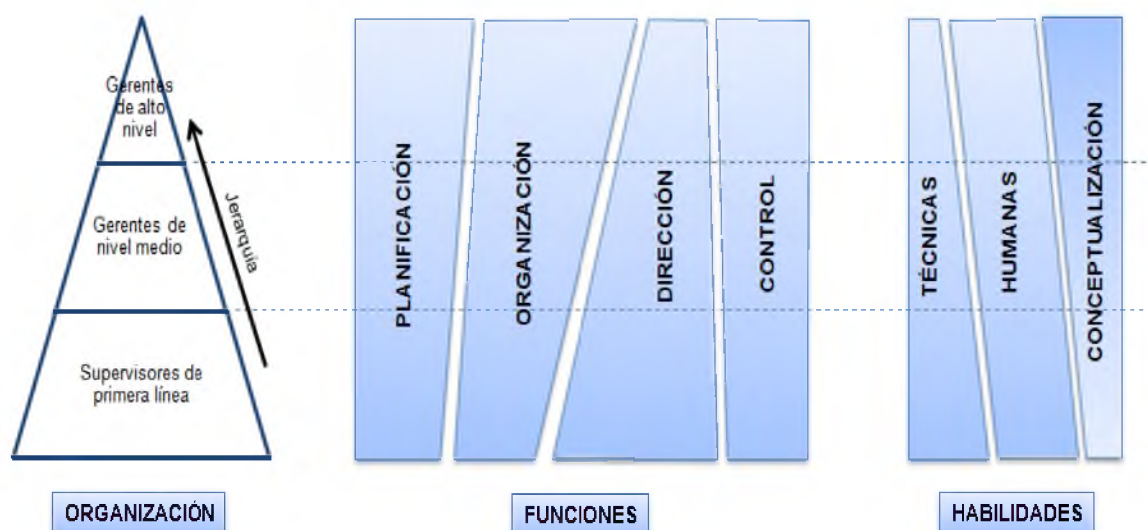 Gerentes
de alto
nivel
Jerarquía
Gerentes de
nivel medio
Supervisores de
primera línea
ORGANIZACIÓN
PLANIFICACIÓN
ORGANIZACIÓN
DIRECCIÓN
CONTROL
FUNCIONES
TÉCNICAS
HUMANAS
CONCEPTUALIZACIÓN
HABILIDADES